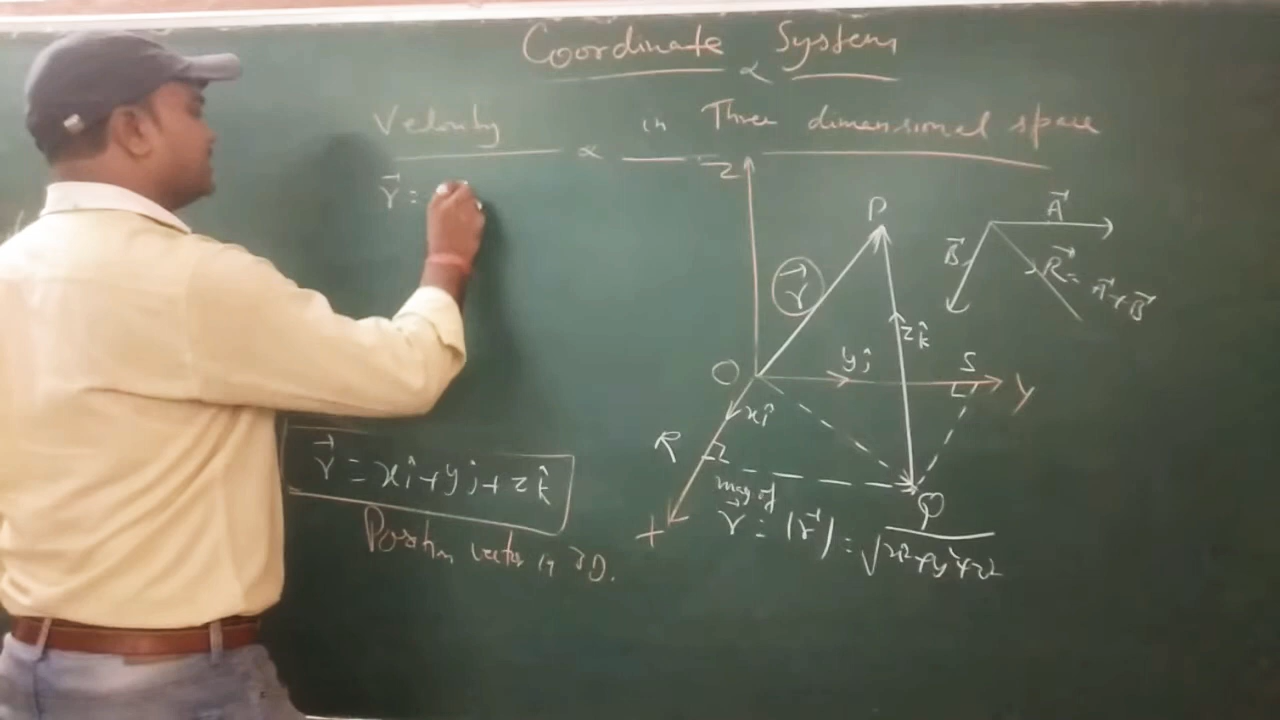 Coordinate System
Velocity in Three dimensional space
r⃗ =
Z
P
A⃗
B⃗
R⃗ = A⃗ + B⃗
r⃗
zk̂
yĵ
S
O
Y
xî
R
Q
X
r⃗ = xî + yĵ + zk̂
Position vector in 3D.
mag of
r⃗ = |r⃗| = √x²+y²+z²